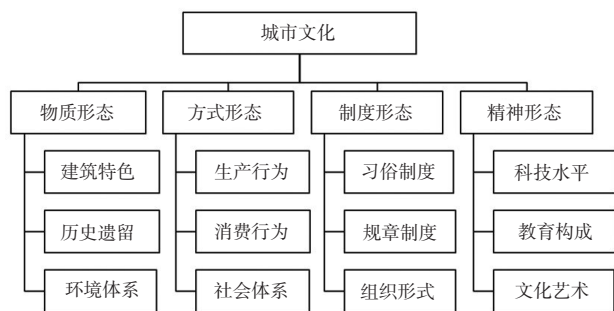 城市文化
物质形态
方式形态
制度形态
精神形态
建筑特色
生产行为
习俗制度
科技水平
历史遗留
消费行为
规章制度
教育构成
环境体系
社会体系
组织形式
文化艺术